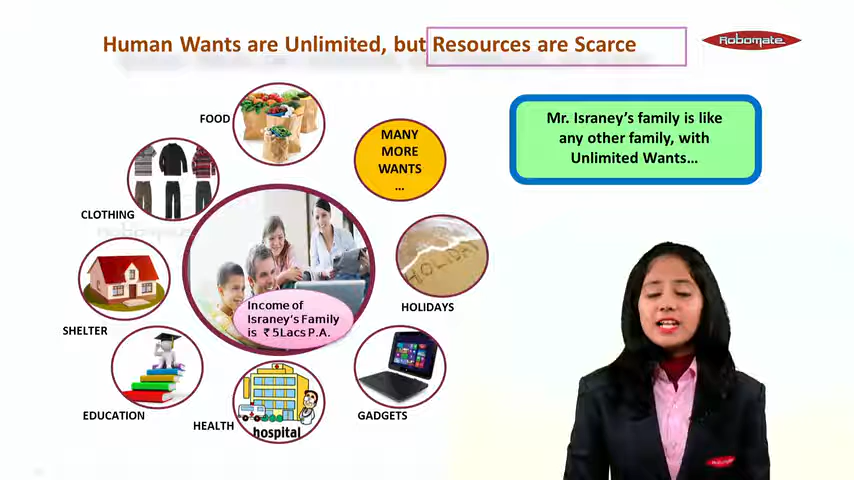 Human Wants are Unlimited, but Resources are Scarce
Robomate
FOOD
MANY
MORE
WANTS
...
Mr. Israney's family is like
any other family, with
Unlimited Wants...
CLOTHING
HOLIDAY
HOLIDAYS
SHELTER
Income of
Israney's Family
is ₹ 5Lacs P.A.
EDUCATION
HEALTH
hospital
GADGETS